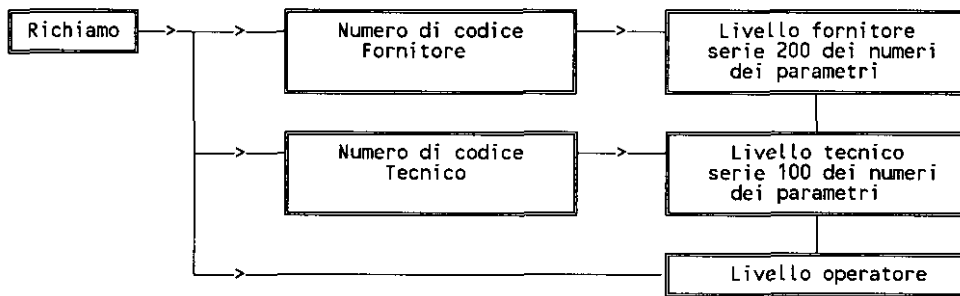 Richiamo
Numero di codice
Fornitore
Livello fornitore
serie 200 dei numeri
dei parametri
Numero di codice
Tecnico
Livello tecnico
serie 100 dei numeri
dei parametri
Livello operatore